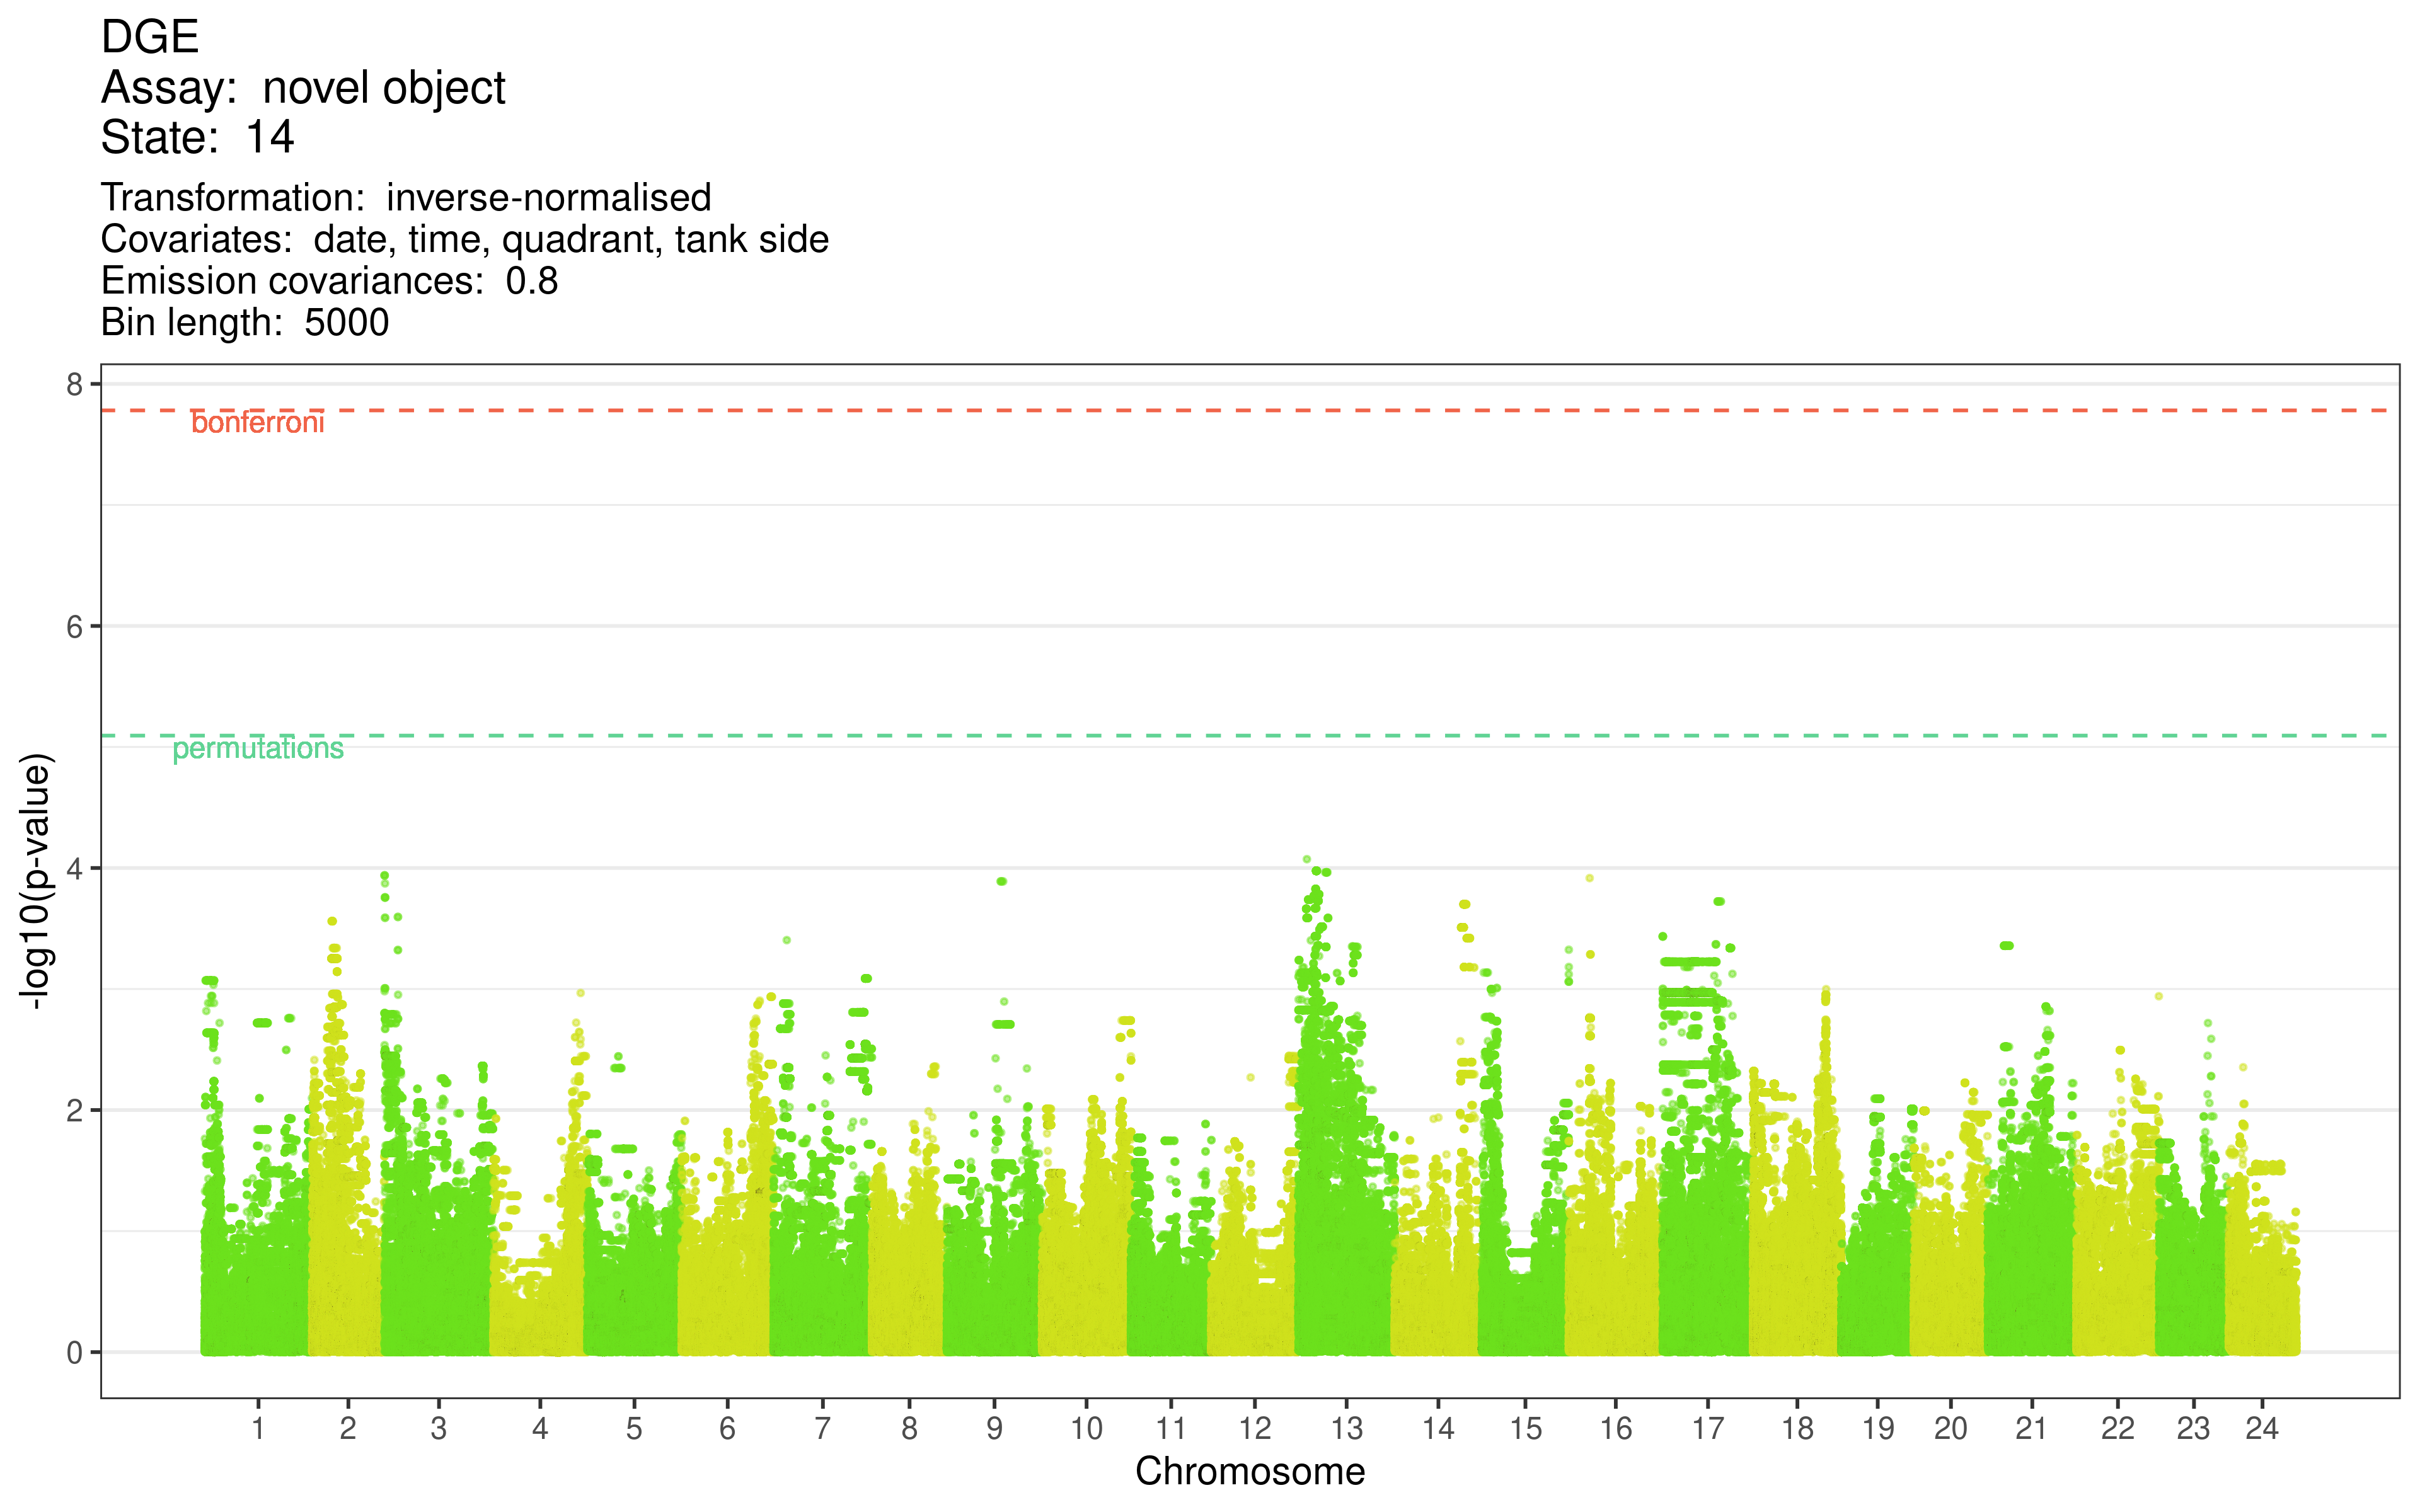 DGE
Assay:  novel object
State:  14
Transformation:  inverse-normalised
Covariates:  date, time, quadrant, tank side
Emission covariances:  0.8
Bin length:  5000
8
bonferroni
6
permutations
4
2
0
-log10(p-value)
1 2 3 4 5 6 7 8 9 10 11 12 13 14 15 16 17 18 19 20 21 22 23 24
Chromosome